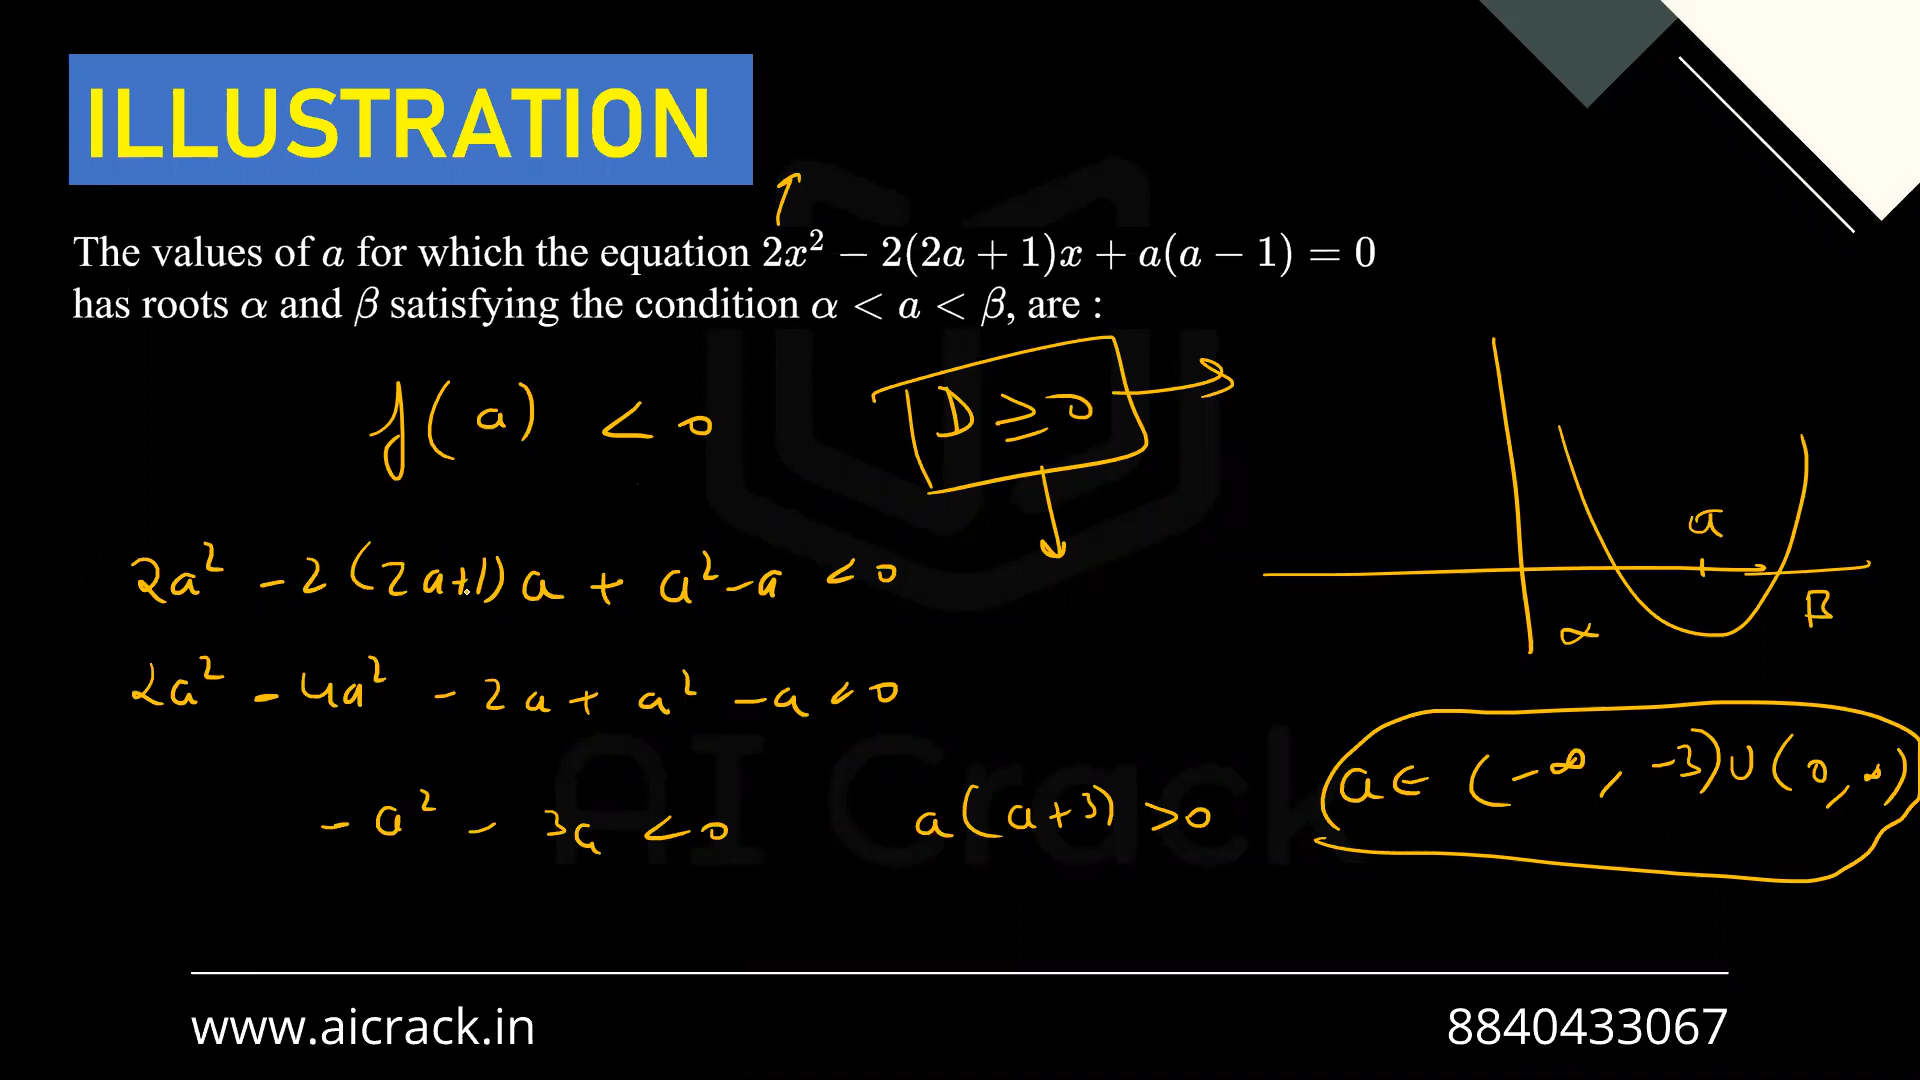 ILLUSTRATION
The values of a for which the equation 2x² − 2(2a + 1)x + a(a − 1) = 0
has roots α and β satisfying the condition α < a < β, are :
f(a) < 0
D ≥ 0
a
α
β
2a² − 2(2a+1)a + a² − a < 0
2a² − 4a² − 2a + a² − a < 0
− a² − 3a < 0
a(a+3) > 0
a ∈ (−∞, −3) ∪ (0, ∞)
AI Crack
www.aicrack.in
8840433067